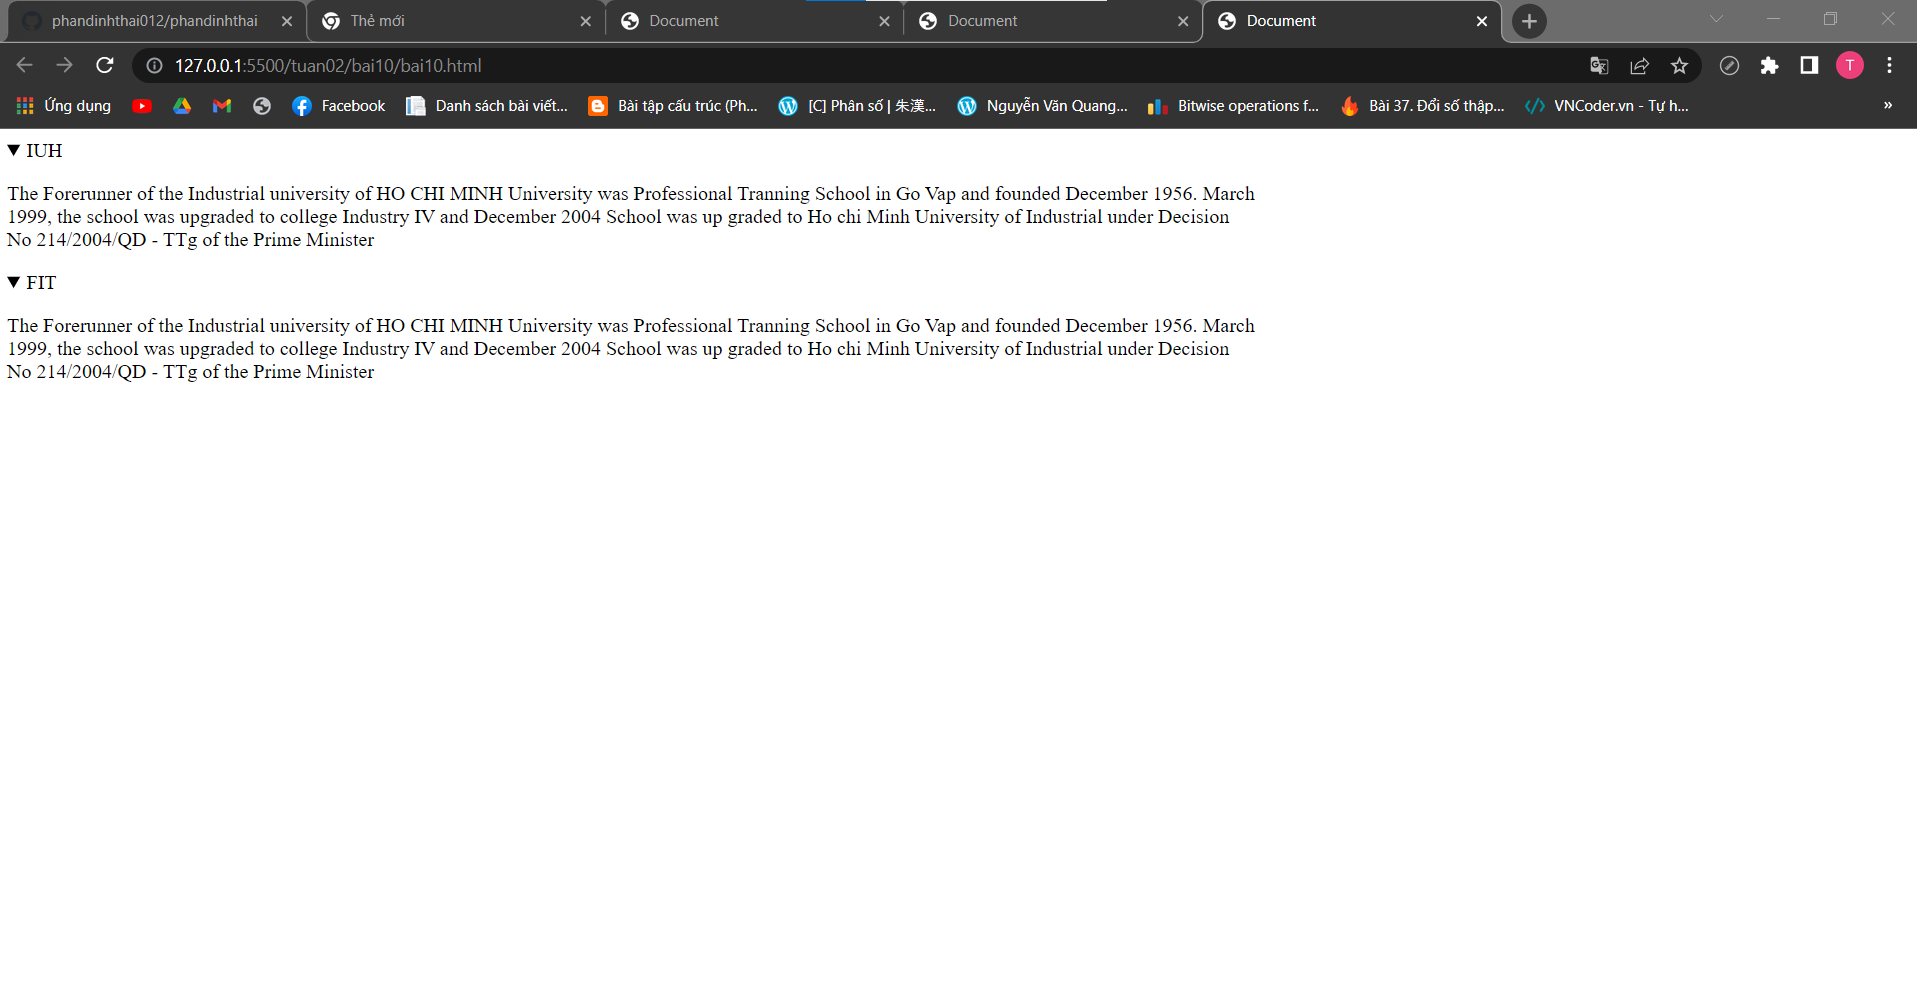 phandinhthai012/phandinhthai
Thẻ mới
Document
Document
Document
127.0.0.1:5500/tuan02/bai10/bai10.html
T
Ứng dụng
Facebook
Danh sách bài viết...
Bài tập cấu trúc (Ph...
[C] Phân số | 朱漢...
Nguyễn Văn Quang...
Bitwise operations f...
Bài 37. Đổi số thập...
VNCoder.vn - Tự h...
»
▼ IUH
The Forerunner of the Industrial university of HO CHI MINH University was Professional Tranning School in Go Vap and founded December 1956. March
1999, the school was upgraded to college Industry IV and December 2004 School was up graded to Ho chi Minh University of Industrial under Decision
No 214/2004/QD - TTg of the Prime Minister
▼ FIT
The Forerunner of the Industrial university of HO CHI MINH University was Professional Tranning School in Go Vap and founded December 1956. March
1999, the school was upgraded to college Industry IV and December 2004 School was up graded to Ho chi Minh University of Industrial under Decision
No 214/2004/QD - TTg of the Prime Minister